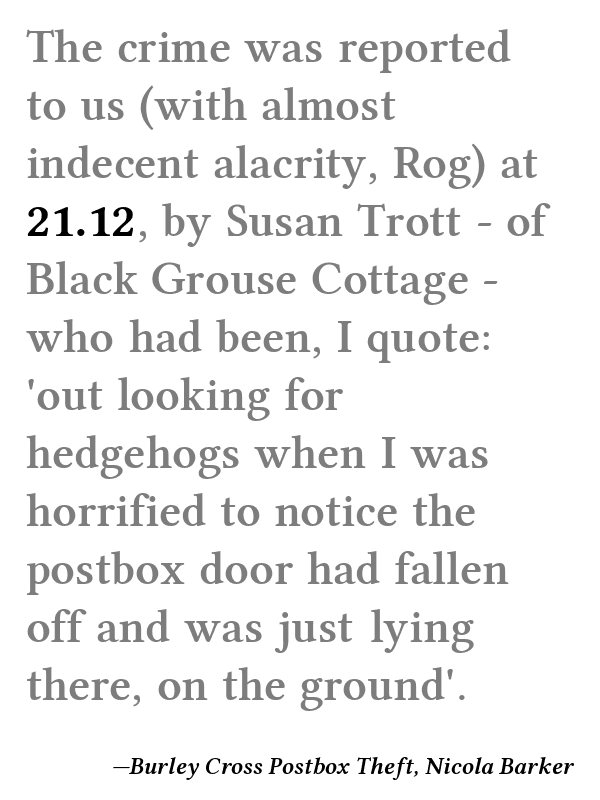 The crime was reported
to us (with almost
indecent alacrity, Rog) at
21.12, by Susan Trott - of
Black Grouse Cottage -
who had been, I quote:
'out looking for
hedgehogs when I was
horrified to notice the
postbox door had fallen
off and was just lying
there, on the ground'.
—Burley Cross Postbox Theft, Nicola Barker